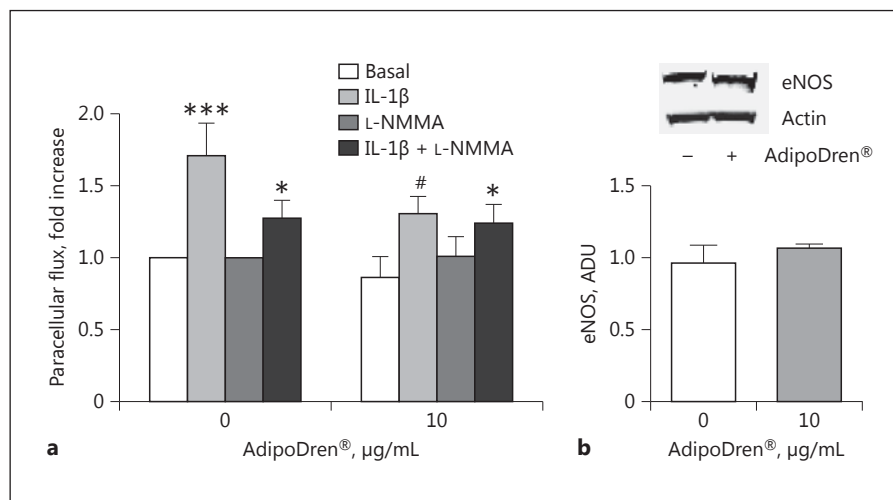 Basal
IL-1β
L-NMMA
IL-1β + L-NMMA
Paracellular flux, fold increase
2.0
1.5
1.0
0.5
0
***
*
#
*
0
10
AdipoDren®, µg/mL
a
eNOS
Actin
– + AdipoDren®
eNOS, ADU
1.5
1.0
0.5
0
0
10
AdipoDren®, µg/mL
b